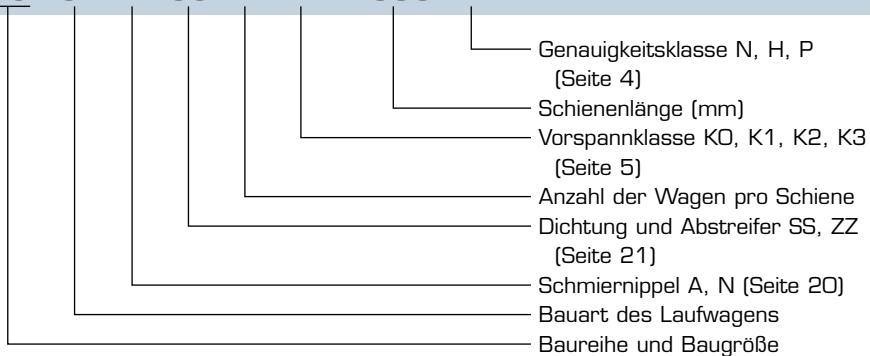 Genauigkeitsklasse N, H, P
(Seite 4)
Schienenlänge (mm)
Vorspannklasse K0, K1, K2, K3
(Seite 5)
Anzahl der Wagen pro Schiene
Dichtung und Abstreifer SS, ZZ
(Seite 21)
Schmiernippel A, N (Seite 20)
Bauart des Laufwagens
Baureihe und Baugröße